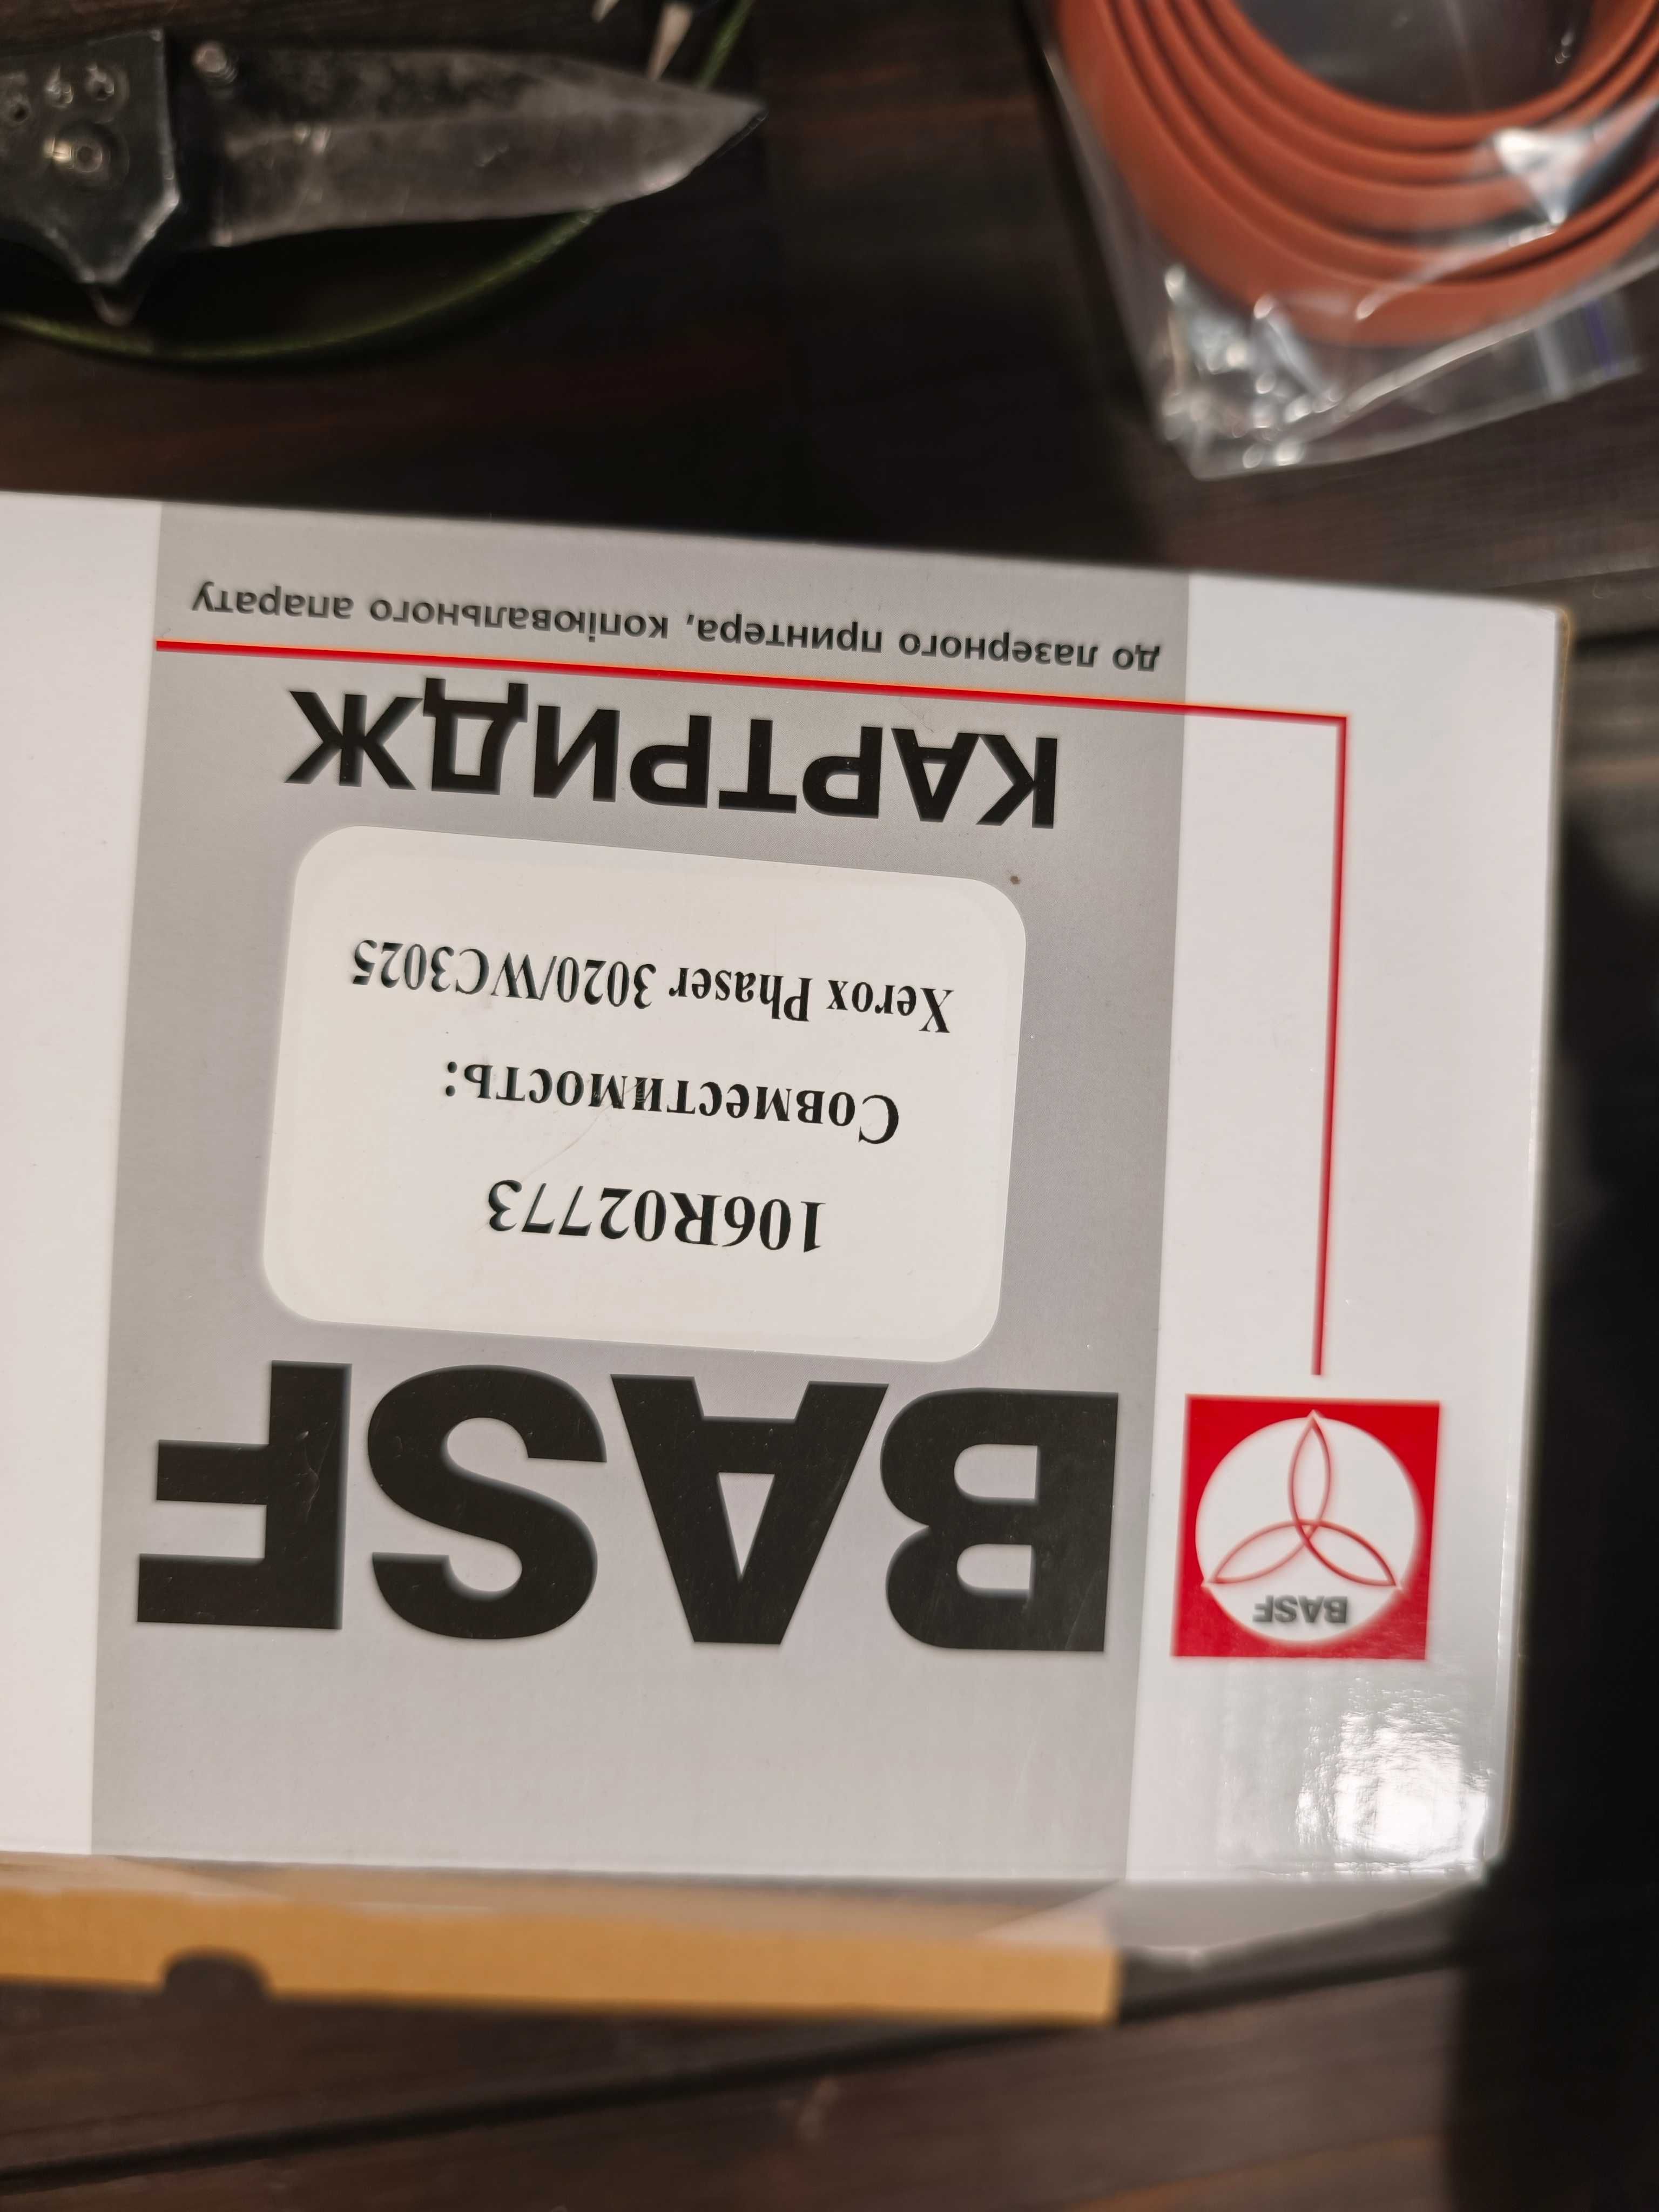 BASF
BASF
106R02773
Совместимость:
Xerox Phaser 3020/WC3025
КАРТРИДЖ
до лазерного принтера, копіювального апарату